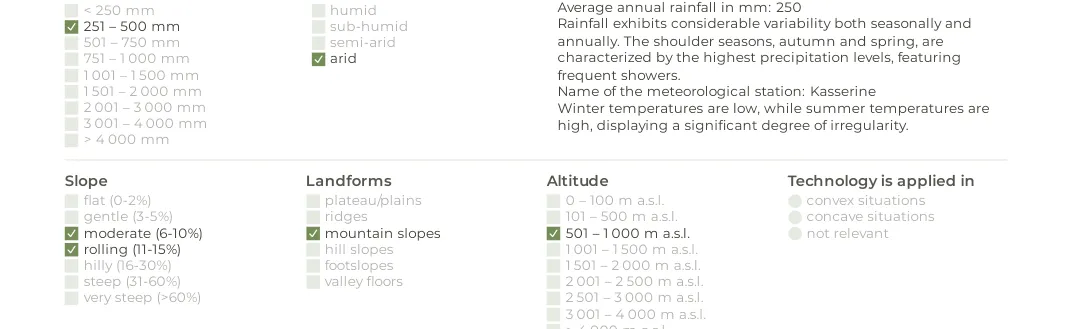 < 250 mm
251 – 500 mm
501 – 750 mm
751 – 1 000 mm
1 001 – 1 500 mm
1 501 – 2 000 mm
2 001 – 3 000 mm
3 001 – 4 000 mm
> 4 000 mm
humid
sub-humid
semi-arid
arid
Average annual rainfall in mm: 250
Rainfall exhibits considerable variability both seasonally and
annually. The shoulder seasons, autumn and spring, are
characterized by the highest precipitation levels, featuring
frequent showers.
Name of the meteorological station: Kasserine
Winter temperatures are low, while summer temperatures are
high, displaying a significant degree of irregularity.
Slope
flat (0-2%)
gentle (3-5%)
moderate (6-10%)
rolling (11-15%)
hilly (16-30%)
steep (31-60%)
very steep (>60%)
Landforms
plateau/plains
ridges
mountain slopes
hill slopes
footslopes
valley floors
Altitude
0 – 100 m a.s.l.
101 – 500 m a.s.l.
501 – 1 000 m a.s.l.
1 001 – 1 500 m a.s.l.
1 501 – 2 000 m a.s.l.
2 001 – 2 500 m a.s.l.
2 501 – 3 000 m a.s.l.
3 001 – 4 000 m a.s.l.
> 4 000 m a.s.l.
Technology is applied in
convex situations
concave situations
not relevant